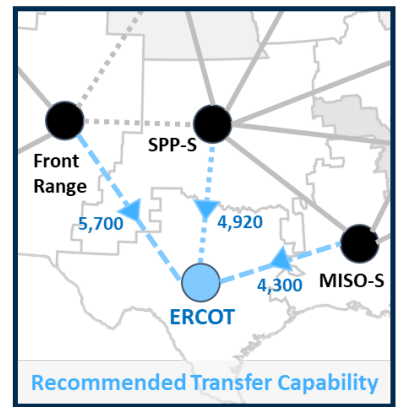 SPP-S
Front
Range
5,700
4,920
4,300
MISO-S
ERCOT
Recommended Transfer Capability